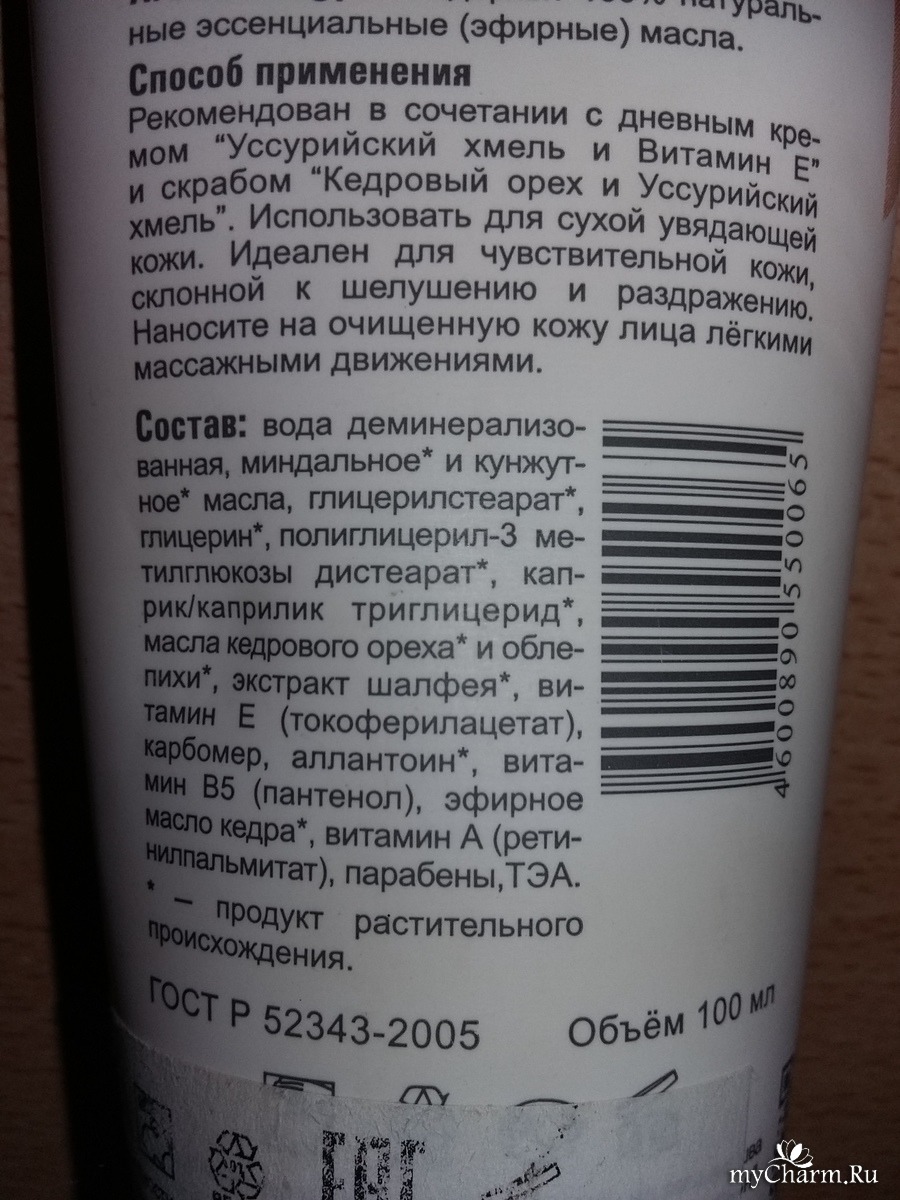 100% натураль-
ные эссенциальные (эфирные) масла.
Способ применения
Рекомендован в сочетании с дневным кре-
мом “Уссурийский хмель и Витамин Е”
и скрабом “Кедровый орех и Уссурийский
хмель”. Использовать для сухой увядающей
кожи. Идеален для чувствительной кожи,
склонной к шелушению и раздражению.
Наносите на очищенную кожу лица лёгкими
массажными движениями.
Состав: вода деминерализо-
ванная, миндальное* и кунжут-
ное* масла, глицерилстеарат*,
глицерин*, полиглицерил-3 ме-
тилглюкозы дистеарат*, кап-
рик/каприлик триглицерид*,
масла кедрового ореха* и обле-
пихи*, экстракт шалфея*, ви-
тамин Е (токоферилацетат),
карбомер, аллантоин*, вита-
мин В5 (пантенол), эфирное
масло кедра*, витамин А (рети-
нилпальмитат), парабены,ТЭА.
* – продукт растительного
происхождения.
4600890550065
ГОСТ Р 52343-2005
Объём 100 мл
myCharm.Ru